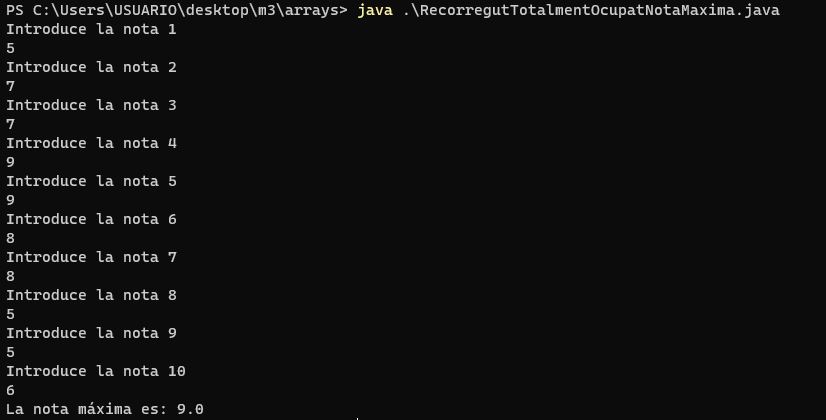 PS C:\Users\USUARIO\desktop\m3\arrays> java .\RecorregutTotalmentOcupatNotaMaxima.java
Introduce la nota 1
5
Introduce la nota 2
7
Introduce la nota 3
7
Introduce la nota 4
9
Introduce la nota 5
9
Introduce la nota 6
8
Introduce la nota 7
8
Introduce la nota 8
5
Introduce la nota 9
5
Introduce la nota 10
6
La nota máxima es: 9.0